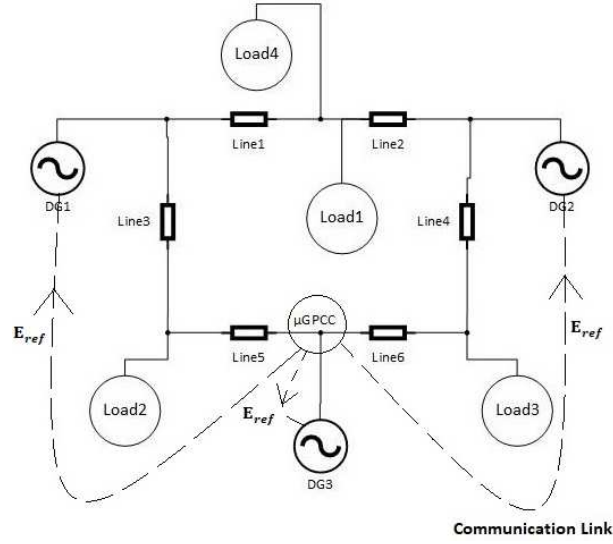 Load4
Line1
Line2
DG1
DG2
Line3
Load1
Line4
E_ref
μGPCC
E_ref
Line5
Line6
Load2
E_ref
Load3
DG3
Communication Link